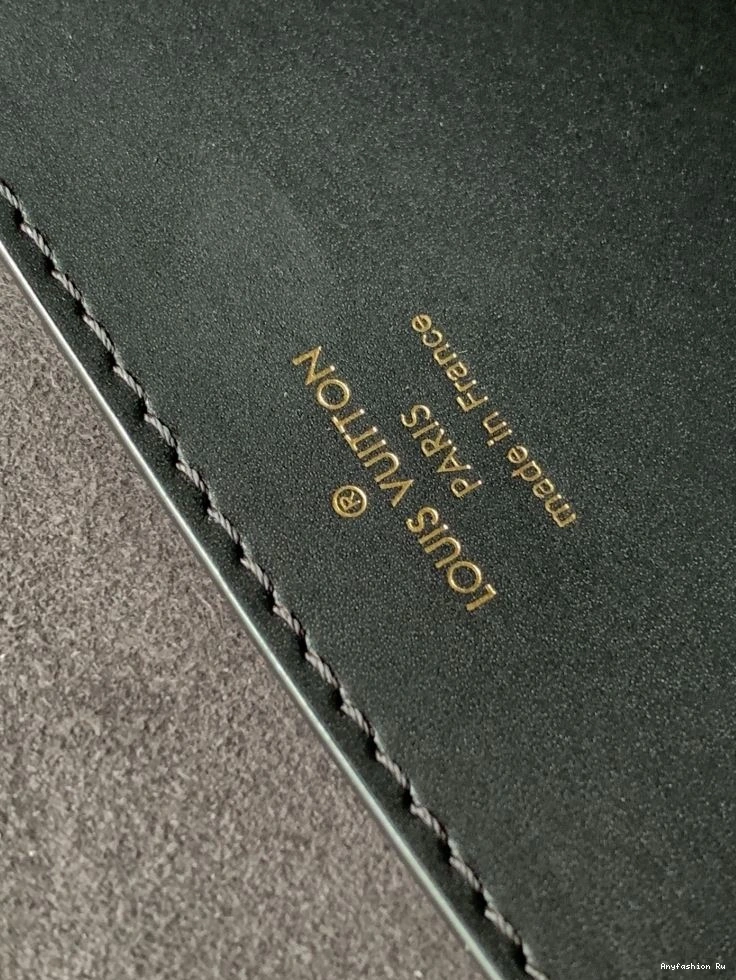 ®
LOUIS VUITTON
PARIS
made in France
Anyfashion Ru